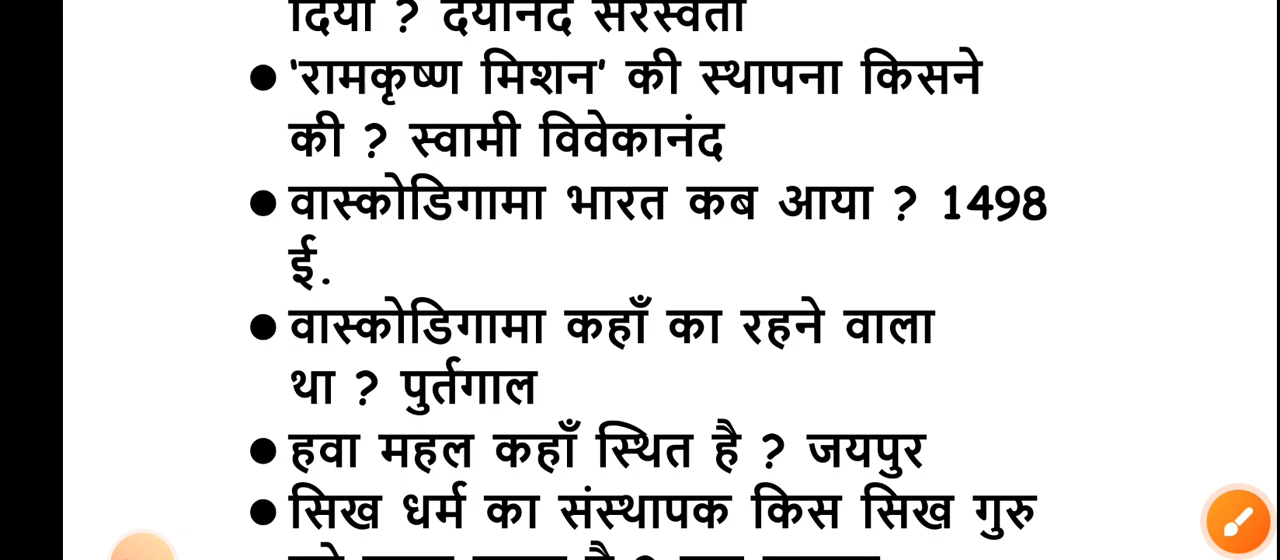 दिया ? दयानंद सरस्वती
● 'रामकृष्ण मिशन' की स्थापना किसने
की ? स्वामी विवेकानंद
● वास्कोडिगामा भारत कब आया ? 1498
ई.
● वास्कोडिगामा कहाँ का रहने वाला
था ? पुर्तगाल
● हवा महल कहाँ स्थित है ? जयपुर
● सिख धर्म का संस्थापक किस सिख गुरु